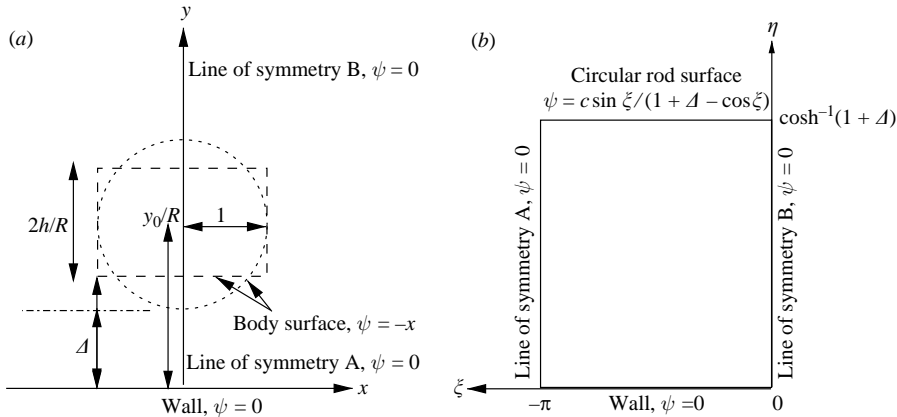 (a)
y
Line of symmetry B, ψ = 0
2h/R
y₀/R
1
Body surface, ψ = –x
Δ
Line of symmetry A, ψ = 0
x
Wall, ψ = 0
(b)
η
Circular rod surface
ψ = c sin ξ/(1 + Δ – cosξ)
cosh⁻¹(1 + Δ)
Line of symmetry A, ψ = 0
Line of symmetry B, ψ = 0
ξ
–π
Wall, ψ =0
0